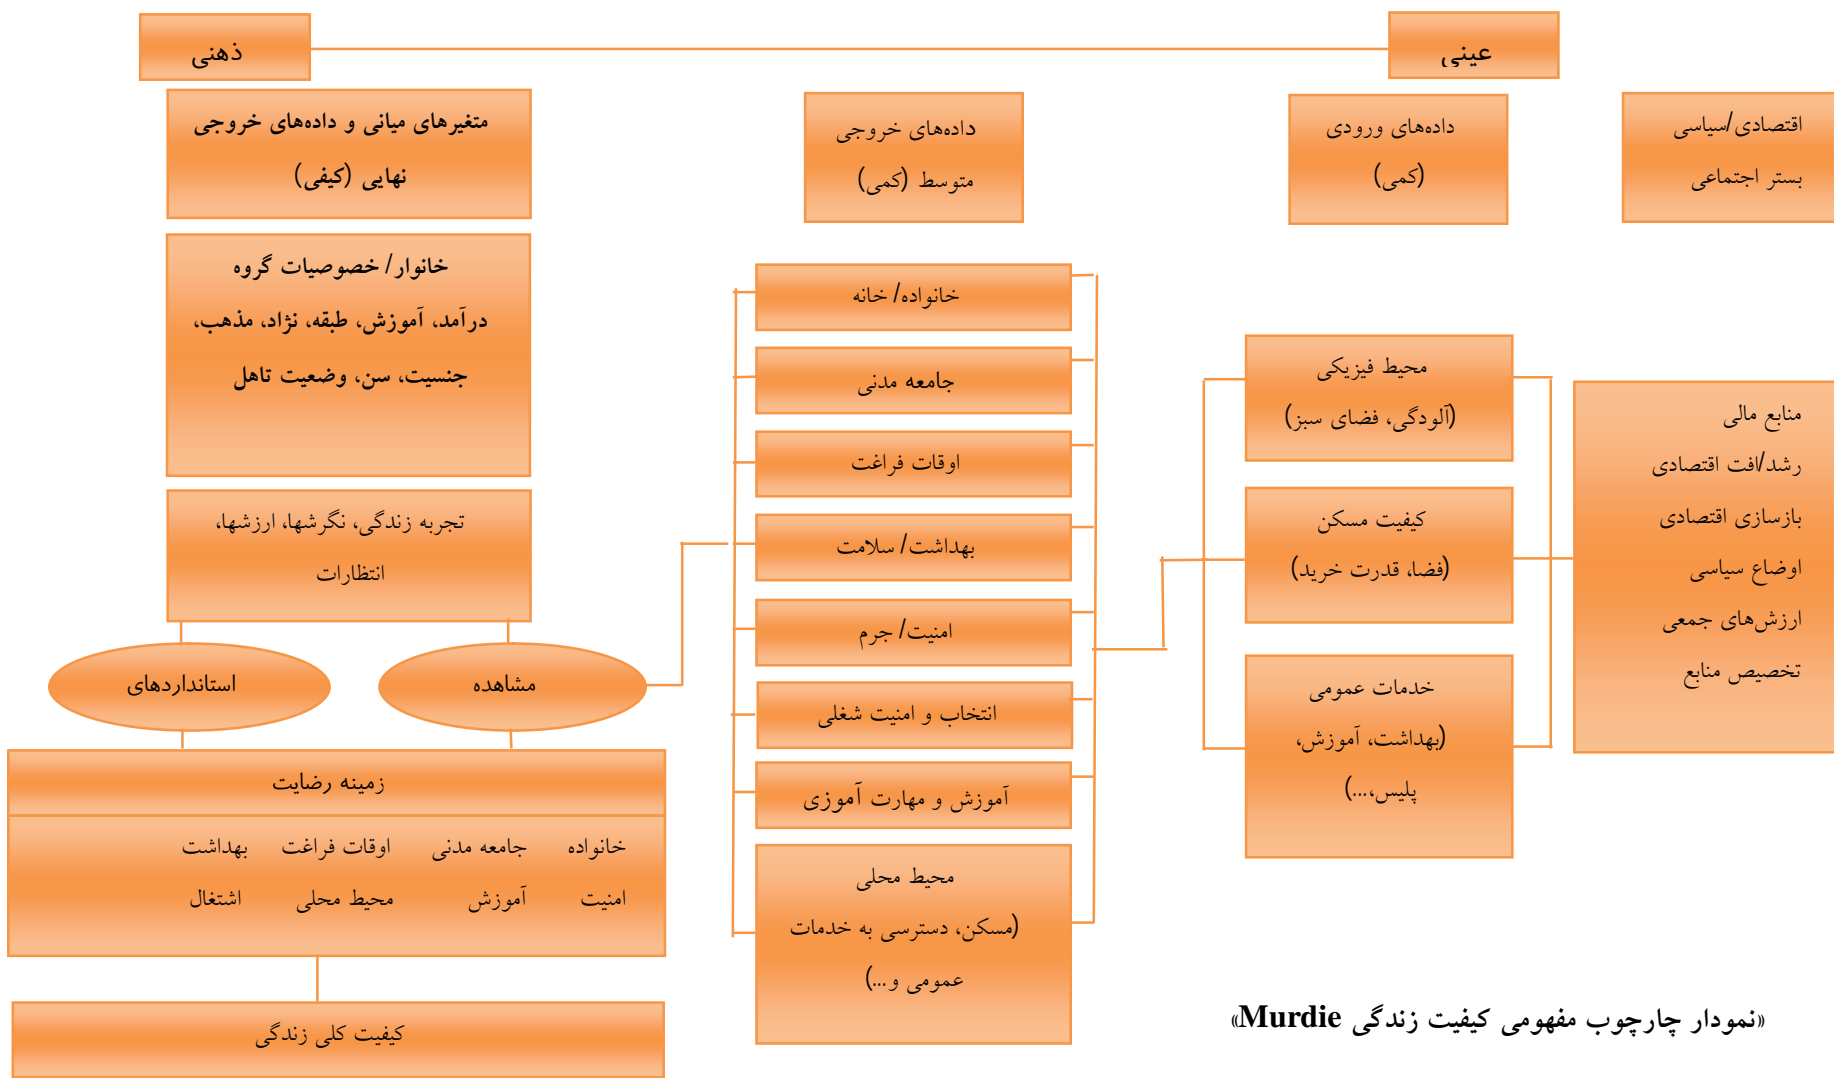 عینی
ذهنی
اقتصادی/سیاسی
بستر اجتماعی
داده‌های ورودی
(کمی)
داده‌های خروجی
متوسط (کمی)
متغیرهای میانی و داده‌های خروجی
نهایی (کیفی)
منابع مالی
رشد/افت اقتصادی
بازسازی اقتصادی
اوضاع سیاسی
ارزش‌های جمعی
تخصیص منابع
محیط فیزیکی
(آلودگی، فضای سبز)
کیفیت مسکن
(فضا، قدرت خرید)
خدمات عمومی
(بهداشت، آموزش،
پلیس،...)
خانواده/ خانه
جامعه مدنی
اوقات فراغت
بهداشت/ سلامت
امنیت/ جرم
انتخاب و امنیت شغلی
آموزش و مهارت آموزی
محیط محلی
(مسکن، دسترسی به خدمات
عمومی و...)
خانوار/ خصوصیات گروه
درآمد، آموزش، طبقه، نژاد، مذهب،
جنسیت، سن، وضعیت تاهل
تجربه زندگی، نگرشها، ارزشها،
انتظارات
مشاهده
استانداردهای
زمینه رضایت
خانواده جامعه مدنی اوقات فراغت بهداشت
امنیت آموزش محیط محلی اشتغال
کیفیت کلی زندگی
«نمودار چارچوب مفهومی کیفیت زندگی Murdie»